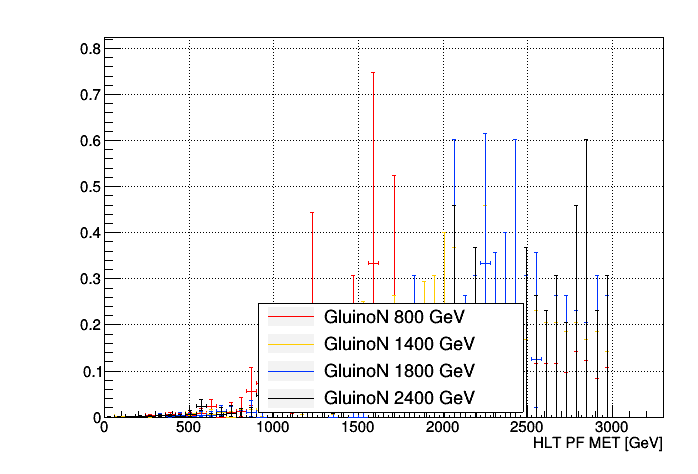 0.8
0.7
0.6
0.5
0.4
0.3
0.2
0.1
0
GluinoN 800 GeV
GluinoN 1400 GeV
GluinoN 1800 GeV
GluinoN 2400 GeV
0 500 1000 1500 2000 2500 3000
HLT PF MET [GeV]